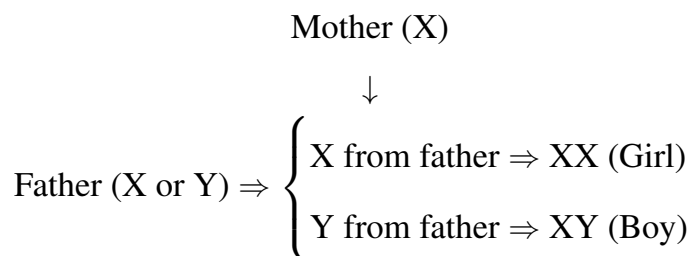 Mother (X)
↓
Father (X or Y) ⇒ { X from father ⇒ XX (Girl)
Y from father ⇒ XY (Boy)